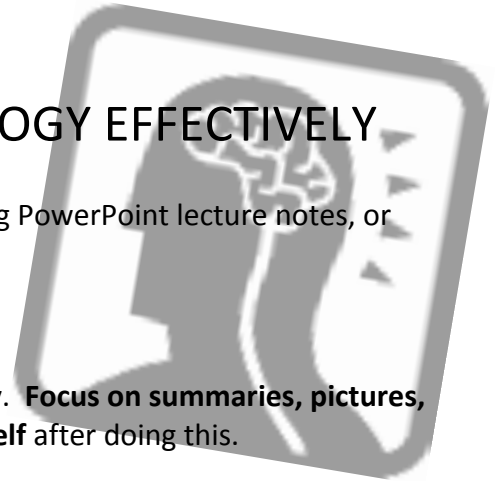 OGY EFFECTIVELY
g PowerPoint lecture notes, or
. Focus on summaries, pictures,
elf after doing this.